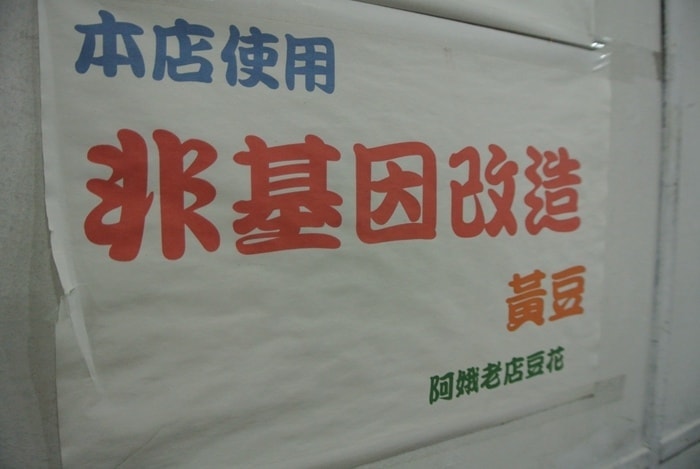 本店使用
非基因改造
黃豆
阿娥老店豆花